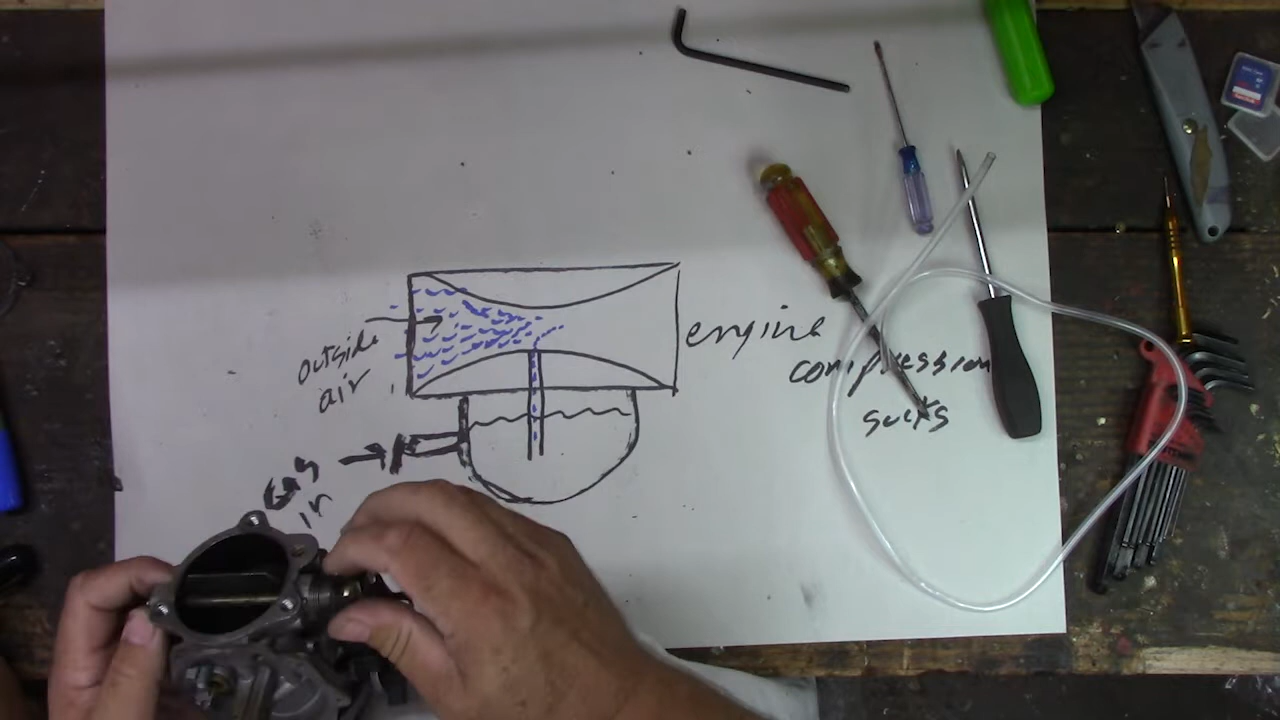 outside
air
engine
compression
sucks
Gas
in